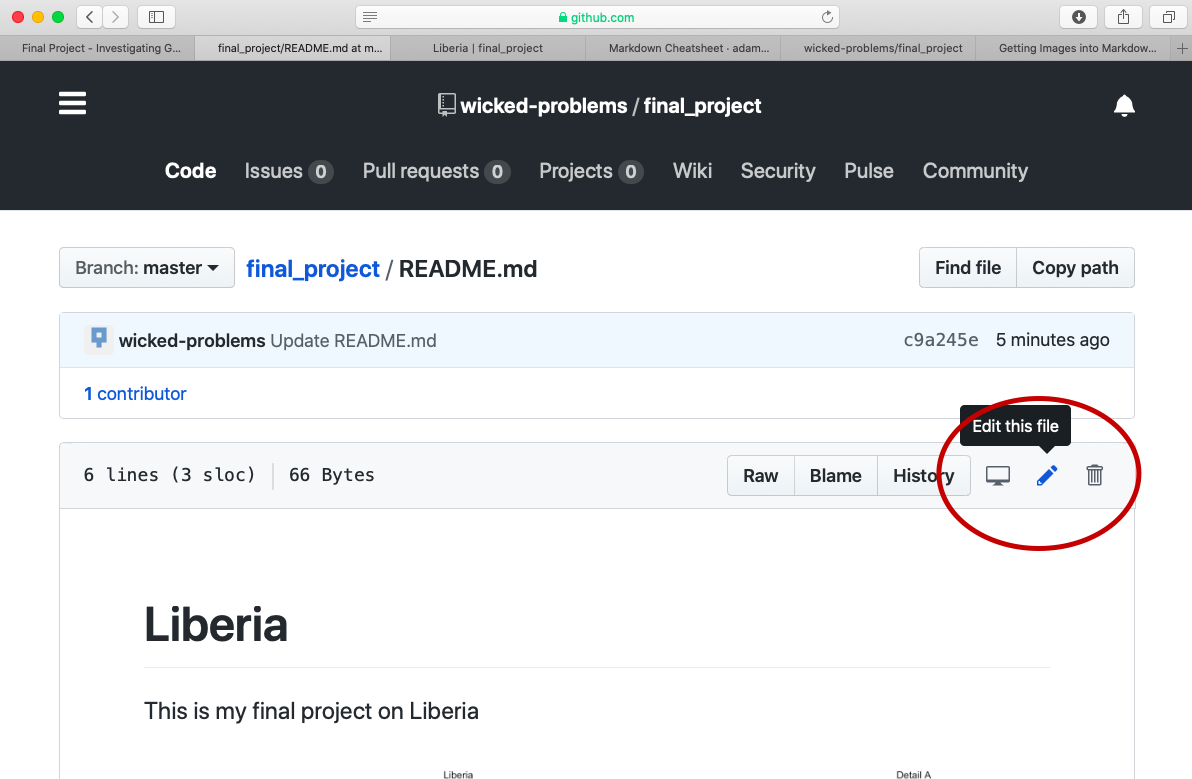 github.com
Final Project - Investigating G... final_project/README.md at m... Liberia | final_project Markdown Cheatsheet · adam... wicked-problems/final_project Getting Images into Markdow...
wicked-problems / final_project
Code Issues 0 Pull requests 0 Projects 0 Wiki Security Pulse Community
Branch: master final_project / README.md Find file Copy path
wicked-problems Update README.md c9a245e 5 minutes ago
1 contributor
Edit this file
6 lines (3 sloc) 66 Bytes Raw Blame History
Liberia
This is my final project on Liberia
Liberia Detail A